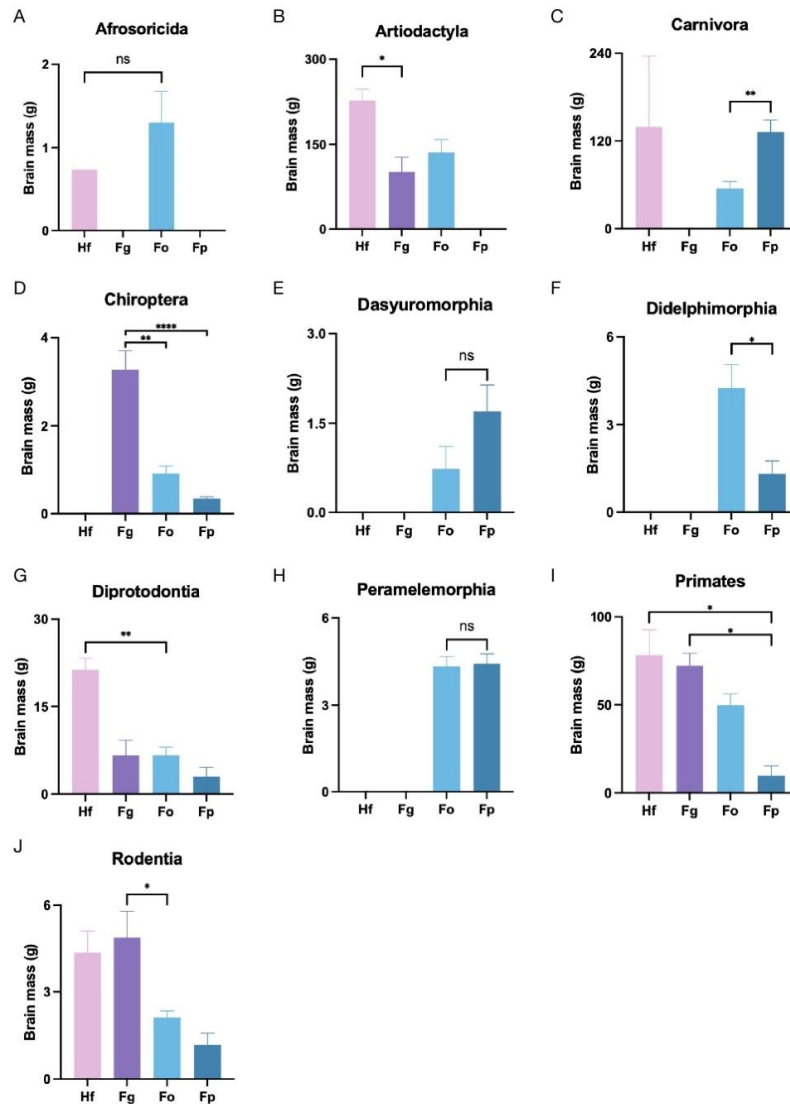 A
Afrosoricida
Brain mass (g)
2
1
0
ns
Hf Fg Fo Fp
B
Artiodactyla
Brain mass (g)
300
150
0
*
Hf Fg Fo Fp
C
Carnivora
Brain mass (g)
240
120
0
**
Hf Fg Fo Fp
D
Chiroptera
Brain mass (g)
4
2
0
****
**
Hf Fg Fo Fp
E
Dasyuromorphia
Brain mass (g)
3.0
1.5
0.0
ns
Hf Fg Fo Fp
F
Didelphimorphia
Brain mass (g)
6
4
2
0
*
Hf Fg Fo Fp
G
Diprotodontia
Brain mass (g)
30
15
0
**
Hf Fg Fo Fp
H
Peramelemorphia
Brain mass (g)
6
3
0
ns
Hf Fg Fo Fp
I
Primates
Brain mass (g)
100
50
0
*
*
Hf Fg Fo Fp
J
Rodentia
Brain mass (g)
6
3
0
*
Hf Fg Fo Fp